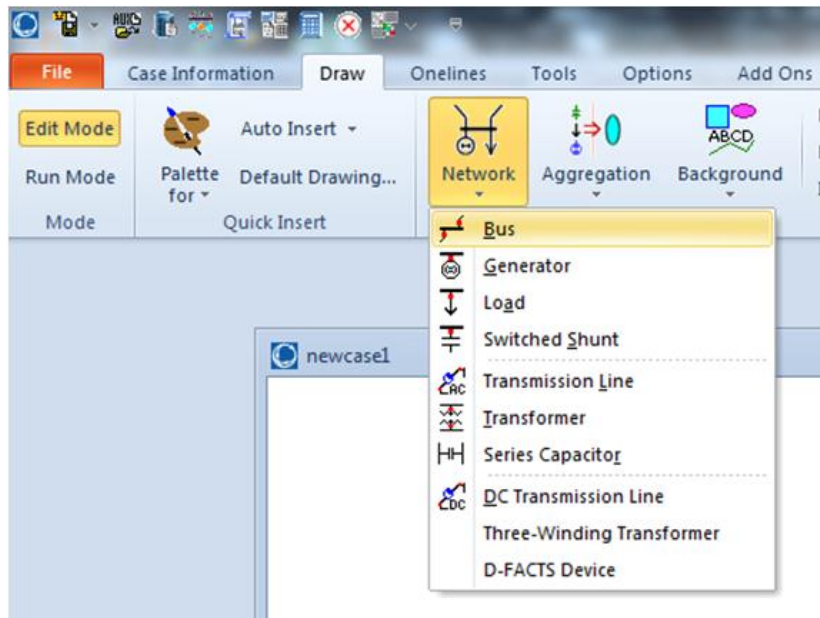 File Case Information Draw Onelines Tools Options Add Ons
Edit Mode
Run Mode
Mode
Palette
for
Auto Insert
Default Drawing...
Quick Insert
Network
Aggregation
ABCD
Background
Bus
Generator
Load
Switched Shunt
AC
Transmission Line
Transformer
Series Capacitor
DC
DC Transmission Line
Three-Winding Transformer
D-FACTS Device
newcase1